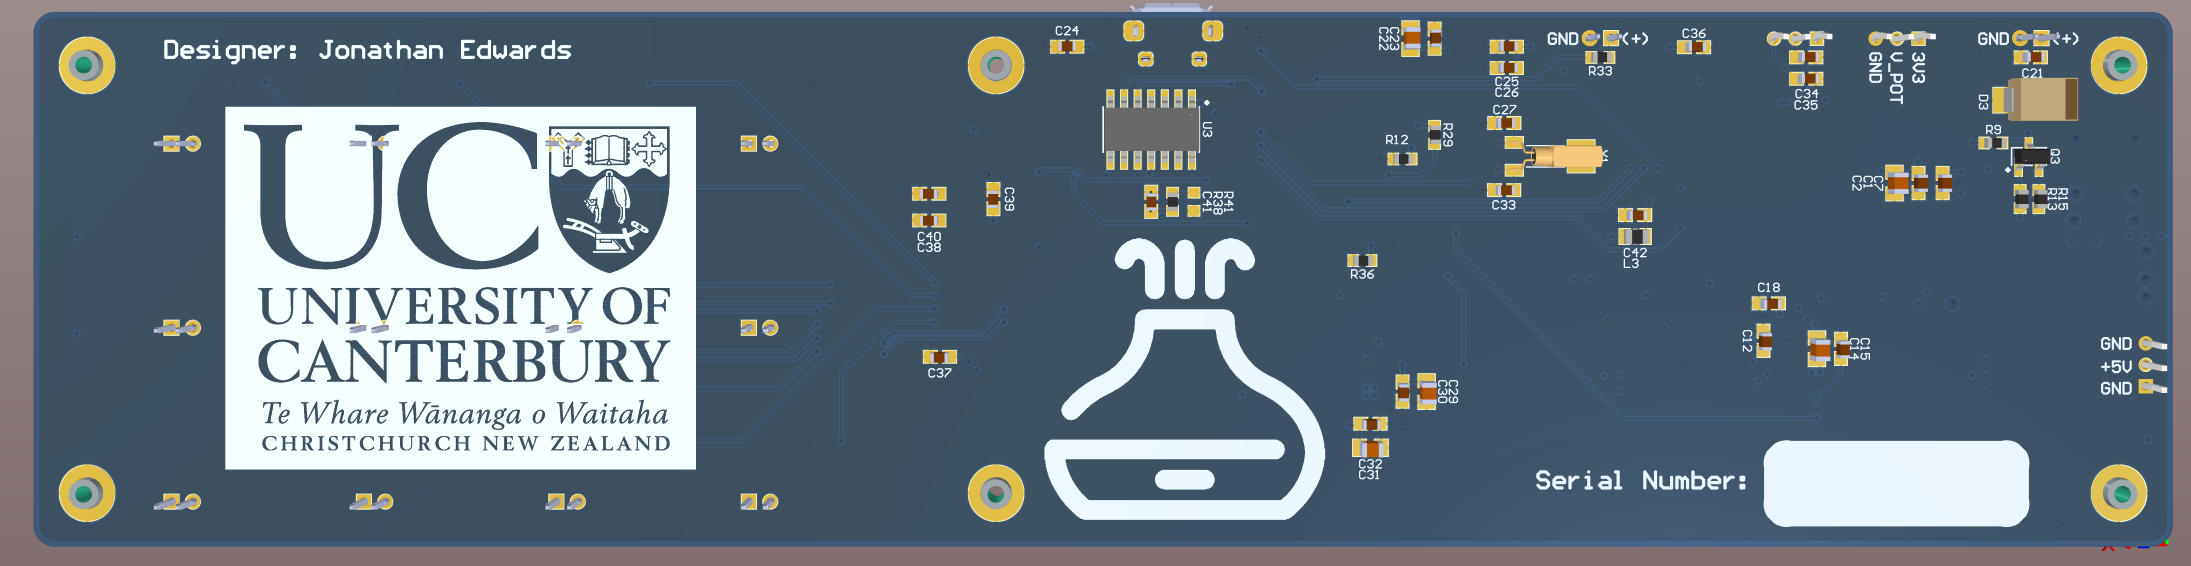 Designer: Jonathan Edwards
UC
UNIVERSITY OF
CANTERBURY
Te Whare Wānanga o Waitaha
CHRISTCHURCH NEW ZEALAND
C24
U3
C39
C40
C38
C37
C41
R38
R41
C22
C23
C25
C26
C27
R12
R29
C33
R36
C42
L3
C29
C30
C32
C31
GND
(+)
R33
C36
C34
C35
GND
V_POT
3V3
GND
(+)
C21
D3
R9
Q3
R13
R15
C2
C1
C7
C18
C12
C14
C15
GND
+5V
GND
Serial Number: